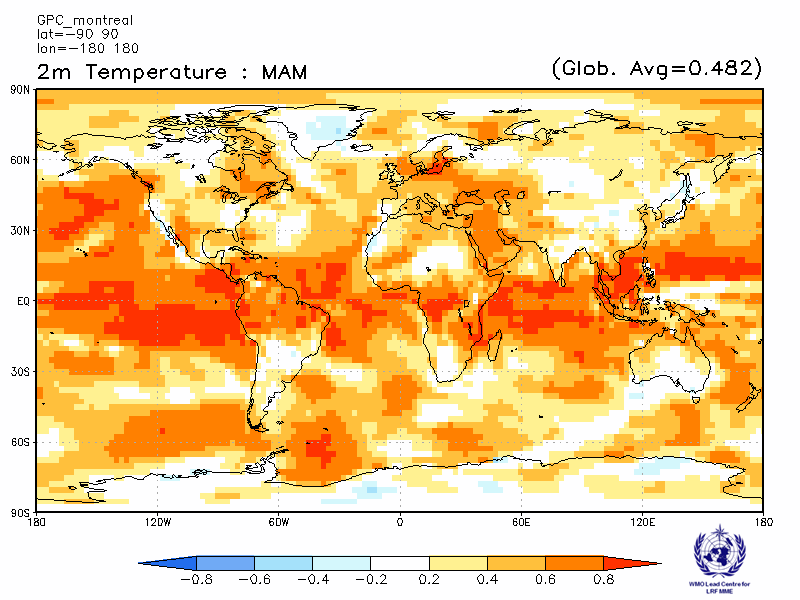 GPC_montreal
lat=-90 90
lon=-180 180
2m Temperature : MAM
(Glob. Avg=0.482)
90N
60N
30N
EQ
30S
60S
90S
180 120W 60W 0 60E 120E 180
-0.8 -0.6 -0.4 -0.2 0.2 0.4 0.6 0.8
WMO Lead Centre for
LRF MME